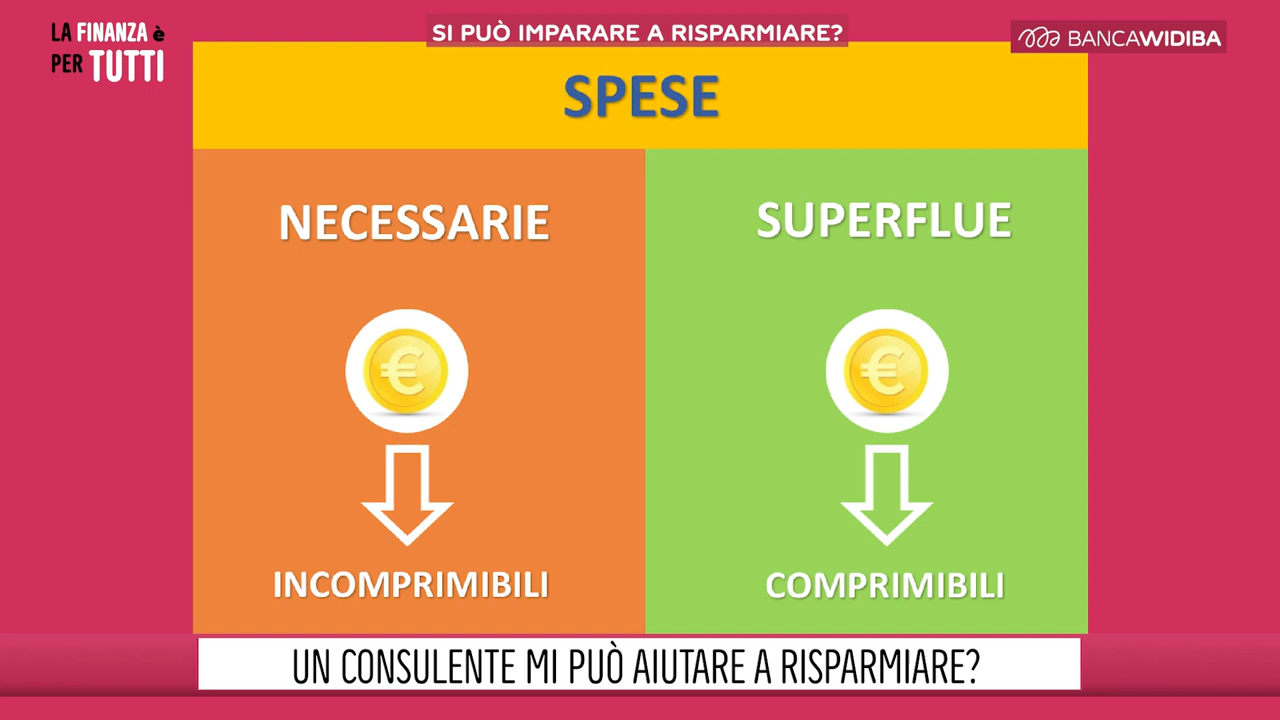 LA FINANZA è
PER TUTTI
SI PUÒ IMPARARE A RISPARMIARE?
BANCAWIDIBA
SPESE
NECESSARIE
SUPERFLUE
€
€
INCOMPRIMIBILI
COMPRIMIBILI
UN CONSULENTE MI PUÒ AIUTARE A RISPARMIARE?